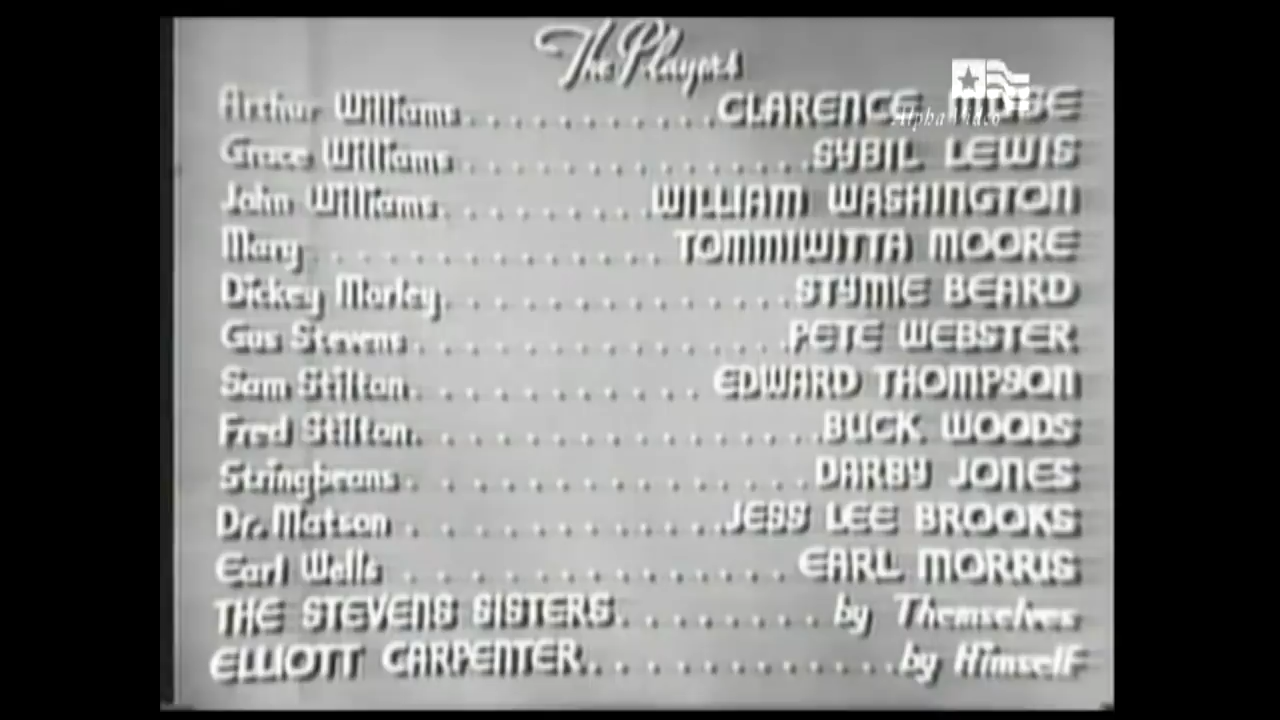 The Players
Alpha Video
Arthur Williams..........CLARENCE MUSE
Grace Williams..............SYBIL LEWIS
John Williams.........WILLIAM WASHINGTON
Mary.............TOMMIWITTA MOORE
Dickey Morley.............STYMIE BEARD
Gus Stevens..............PETE WEBSTER
Sam Stilton...........EDWARD THOMPSON
Fred Stilton...............BUCK WOODS
Stringbeans..............DARBY JONES
Dr. Matson............JESS LEE BROOKS
Earl Wells..............EARL MORRIS
THE STEVENS SISTERS........by Themselves
ELLIOTT CARPENTER............by Himself